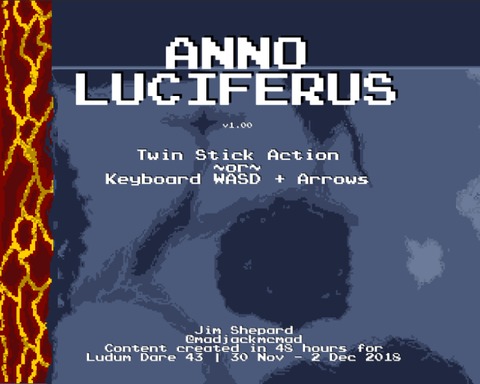 ANNO
LUCIFERUS
v1.00
Twin Stick Action
~or~
Keyboard WASD + Arrows
Jim Shepard
@madjackmcmad
Content created in 48 hours for
Ludum Dare 43 | 30 Nov - 2 Dec 2018